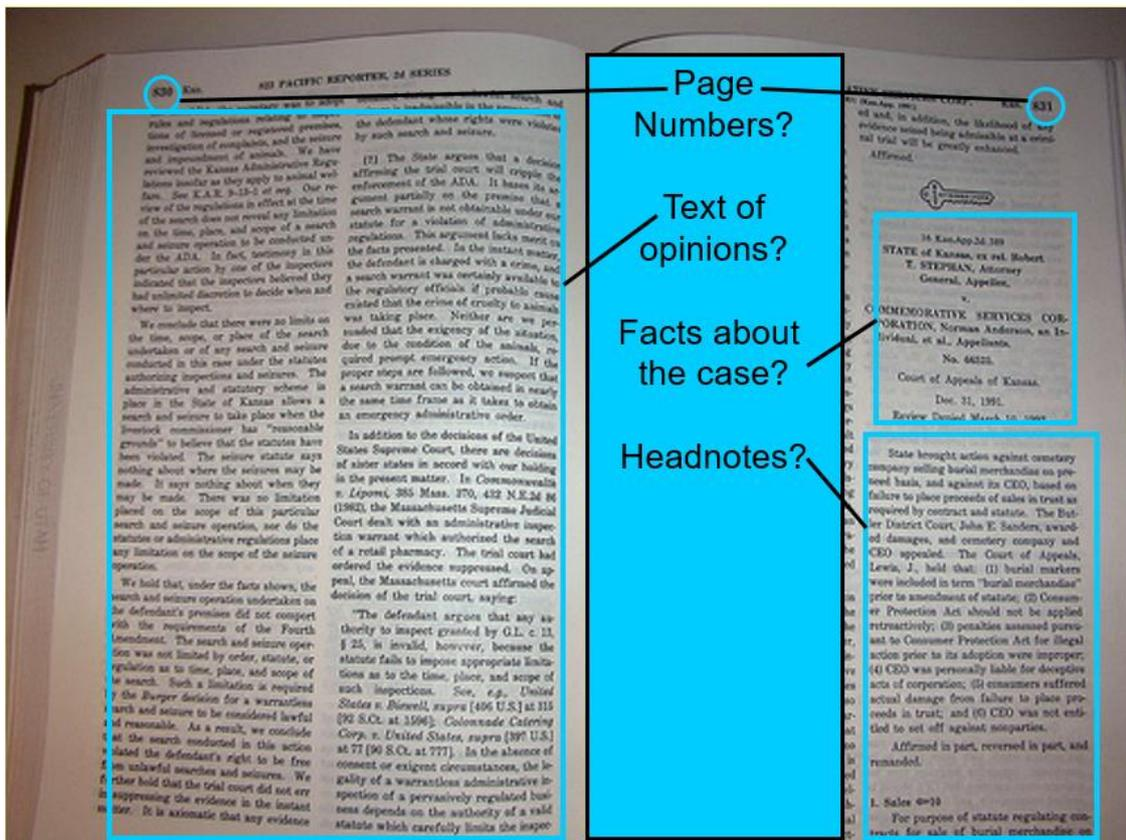 830 Kan. 823 PACIFIC REPORTER, 2d SERIES
rules and regulations relating to
tions of licensed or registered premises,
investigation of complaints, and the seizure
and impoundment of animals. We have
reviewed the Kansas Administrative Regu-
lations insofar as they apply to animal wel-
fare. See K.A.R. 9-13-1 et seq. Our re-
view of the regulations in effect at the time
of the search does not reveal any limitation
on the time, place, and scope of a search
and seizure operation to be conducted un-
der the ADA. In fact, testimony in this
particular action by one of the inspectors
indicated that the inspectors believed they
had unlimited discretion to decide when and
where to inspect.
We conclude that there were no limits on
the time, scope, or place of the search
undertaken or of any search and seizure
conducted in this case under the statutes
authorizing inspections and seizures. The
administrative and statutory scheme in
place in the State of Kansas allows a
search and seizure to take place when the
livestock commissioner has "reasonable
grounds" to believe that the statutes have
been violated. The seizure statute says
nothing about where the seizures may be
made. It says nothing about when they
may be made. There was no limitation
placed on the scope of this particular
search and seizure operation, nor do the
statutes or administrative regulations place
any limitation on the scope of the seizure
operation.
We hold that, under the facts shown, the
search and seizure operation undertaken on
the defendant's premises did not comport
with the requirements of the Fourth
Amendment. The search and seizure oper-
ation was not limited by order, statute, or
regulation as to time, place, and scope of
the search. Such a limitation is required
by the Burger decision for a warrantless
search and seizure to be considered lawful
and reasonable. As a result, we conclude
that the search conducted in this action
violated the defendant's right to be free
from unlawful searches and seizures. We
further hold that the trial court did not err
in suppressing the evidence in the instant
matter. It is axiomatic that any evidence
the defendant whose rights were violated
by such search and seizure.
[7] The State argues that a decision
affirming the trial court will cripple the
enforcement of the ADA. It bases its ar-
gument partially on the premise that a
search warrant is not obtainable under our
statute for a violation of administrative
regulations. This argument lacks merit on
the facts presented. In the instant matter,
the defendant is charged with a crime, and
a search warrant was certainly available to
the regulatory officials if probable cause
existed that the crime of cruelty to animals
was taking place. Neither are we per-
suaded that the exigency of the situation,
due to the condition of the animals, re-
quired prompt emergency action. If the
proper steps are followed, we suspect that
a search warrant can be obtained in nearly
the same time frame as it takes to obtain
an emergency administrative order.
In addition to the decisions of the United
States Supreme Court, there are decisions
of sister states in accord with our holding
in the present matter. In Commonwealth
v. Lipomi, 385 Mass. 370, 432 N.E.2d 86
(1982), the Massachusetts Supreme Judicial
Court dealt with an administrative inspec-
tion warrant which authorized the search
of a retail pharmacy. The trial court had
ordered the evidence suppressed. On ap-
peal, the Massachusetts court affirmed the
decision of the trial court, saying:
"The defendant argues that any au-
thority to inspect granted by G.L. c. 13,
§ 25, is invalid, however, because the
statute fails to impose appropriate limita-
tions as to the time, place, and scope of
such inspections. See, e.g., United
States v. Biswell, supra [406 U.S.] at 315
[92 S.Ct. at 1596]; Colonnade Catering
Corp. v. United States, supra [397 U.S.]
at 77 [90 S.Ct. at 777]. In the absence of
consent or exigent circumstances, the le-
gality of a warrantless administrative in-
spection of a pervasively regulated busi-
ness depends on the authority of a valid
statute which carefully limits the inspec-
Page
Numbers?
Text of
opinions?
Facts about
the case?
Headnotes?
SERVICES CORP. Kan. 831
ed and, in addition, the likelihood of any
evidence seized being admissible at a crimi-
nal trial will be greatly enhanced.
Affirmed.
16 Kan.App.2d 389
STATE of Kansas, ex rel. Robert
T. STEPHAN, Attorney
General, Appellee,
v.
COMMEMORATIVE SERVICES COR-
PORATION, Norman Anderson, an In-
dividual, et al., Appellants.
No. 66325.
Court of Appeals of Kansas.
Dec. 31, 1991.
Review Denied March 10, 1992.
State brought action against cemetery
company selling burial merchandise on pre-
need basis, and against its CEO, based on
failure to place proceeds of sales in trust as
required by contract and statute. The But-
ler District Court, John E. Sanders, award-
ed damages, and cemetery company and
CEO appealed. The Court of Appeals,
Lewis, J., held that: (1) burial markers
were included in term "burial merchandise"
prior to amendment of statute; (2) Consum-
er Protection Act should not be applied
retroactively; (3) penalties assessed pursu-
ant to Consumer Protection Act for illegal
action prior to its adoption were improper;
(4) CEO was personally liable for deceptive
acts of corporation; (5) consumers suffered
actual damage from failure to place pro-
ceeds in trust; and (6) CEO was not enti-
tled to set off against nonparties.
Affirmed in part, reversed in part, and
remanded.
1. Sales 10
For purpose of statute regulating con-
tracts for sale of burial merchandise on